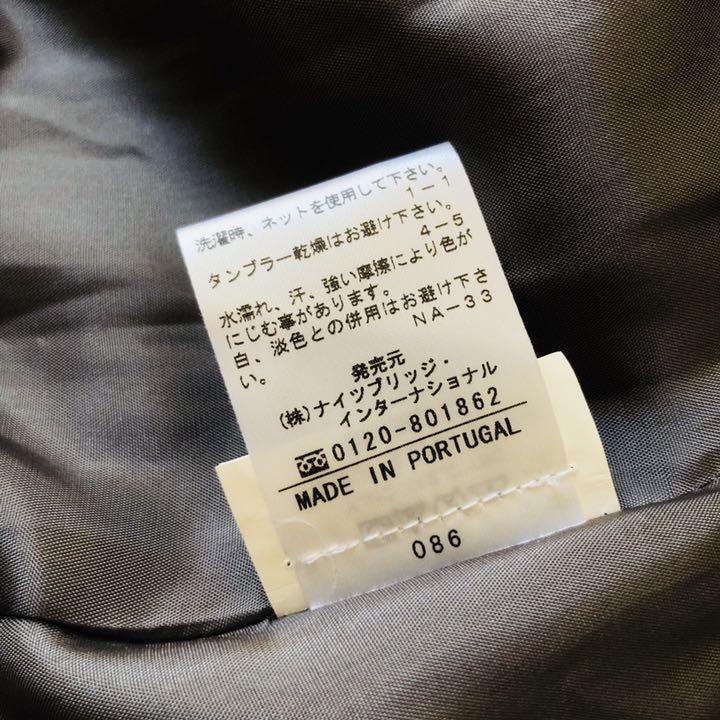 洗濯時、ネットを使用して下さい。
1-1
タンブラー乾燥はお避け下さい。
4-5
水濡れ、汗、強い摩擦により色が
にじむ事があります。
白、淡色との併用はお避け下さ
い。 NA-33
発売元
(株)ナイツブリッジ・
インターナショナル
0120-801862
MADE IN PORTUGAL
086